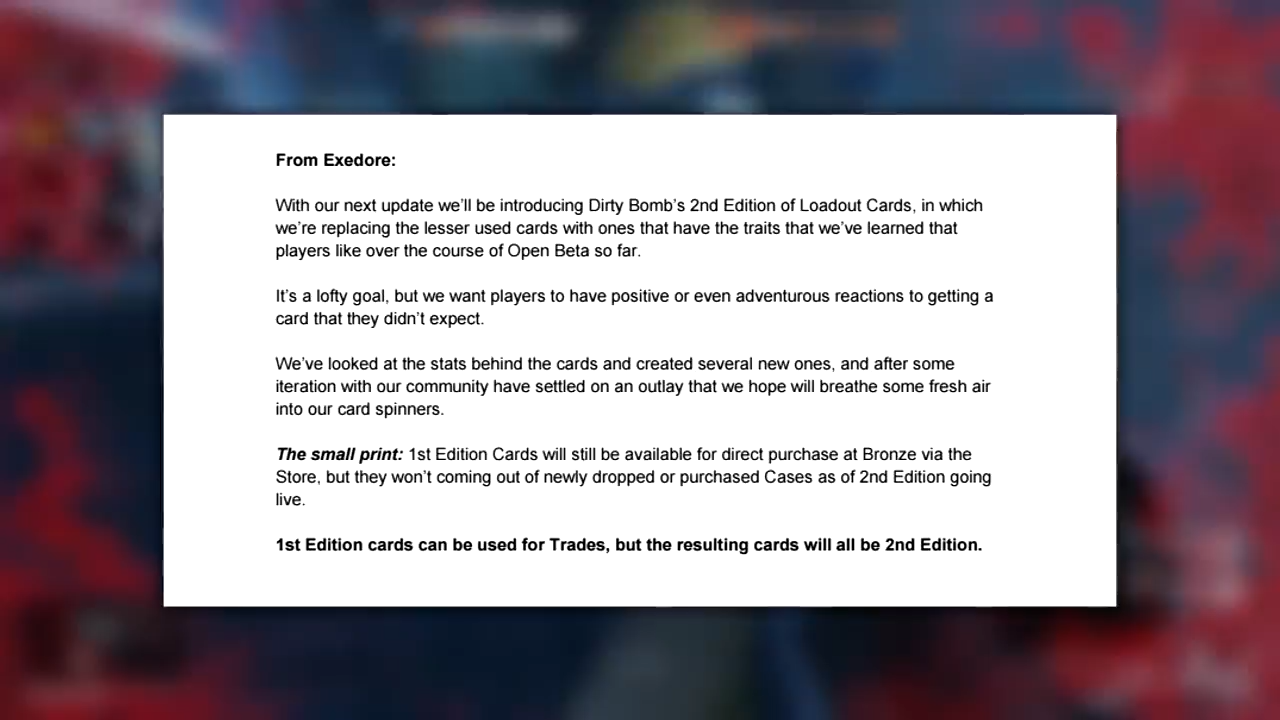 From Exedore:
With our next update we’ll be introducing Dirty Bomb’s 2nd Edition of Loadout Cards, in which
we’re replacing the lesser used cards with ones that have the traits that we’ve learned that
players like over the course of Open Beta so far.
It’s a lofty goal, but we want players to have positive or even adventurous reactions to getting a
card that they didn’t expect.
We’ve looked at the stats behind the cards and created several new ones, and after some
iteration with our community have settled on an outlay that we hope will breathe some fresh air
into our card spinners.
The small print: 1st Edition Cards will still be available for direct purchase at Bronze via the
Store, but they won’t coming out of newly dropped or purchased Cases as of 2nd Edition going
live.
1st Edition cards can be used for Trades, but the resulting cards will all be 2nd Edition.